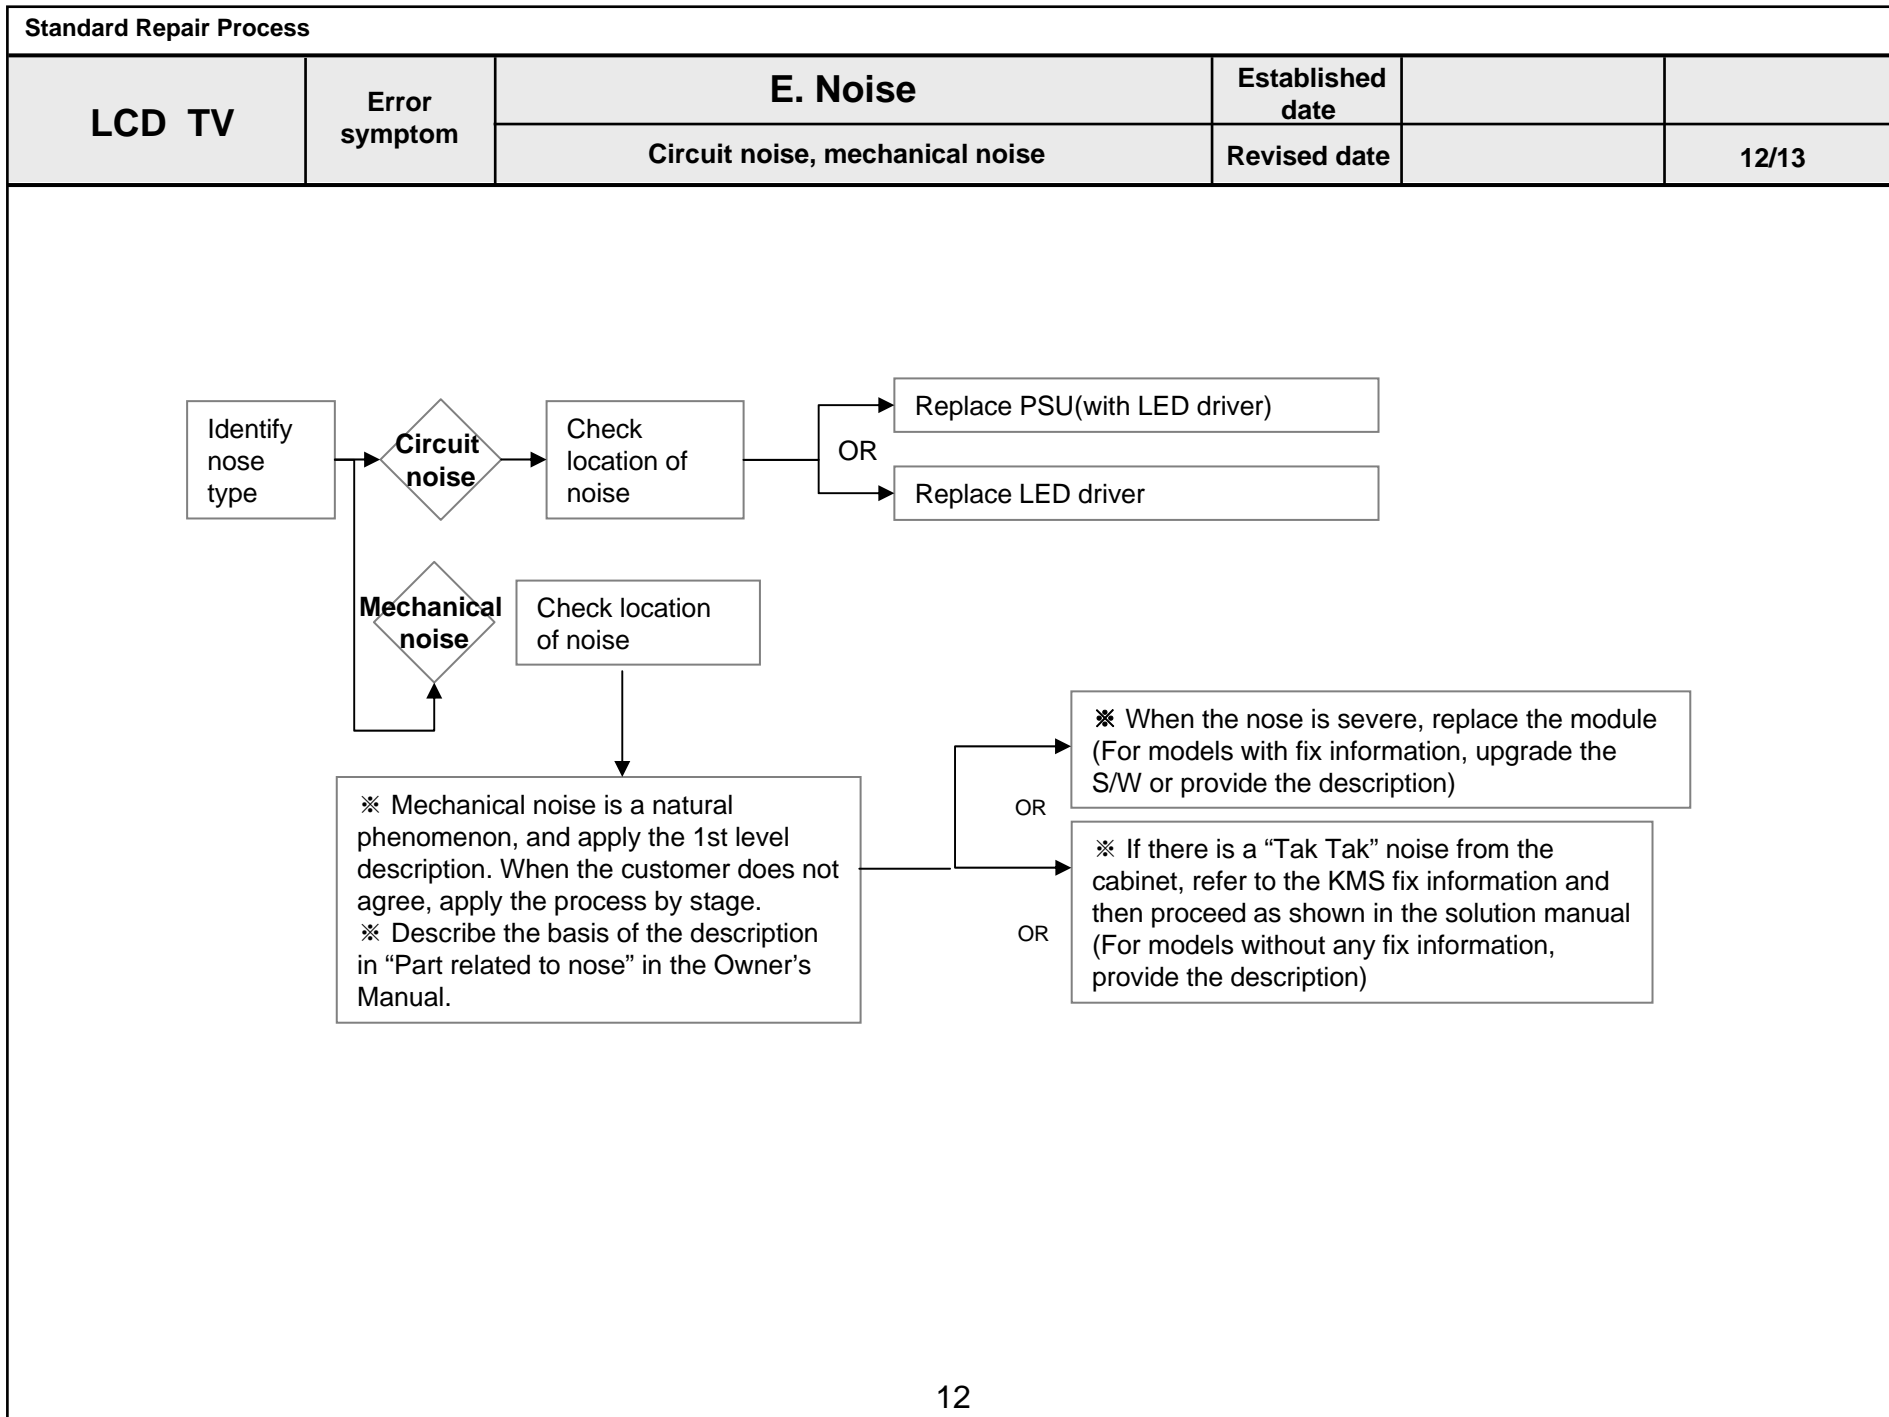 Standard Repair Process
LCD TV
Error
symptom
E. Noise
Established
date
Circuit noise, mechanical noise
Revised date
12/13
Identify
nose
type
Circuit
noise
Check
location of
noise
Replace PSU(with LED driver)
OR
Replace LED driver
Mechanical
noise
Check location
of noise
※ Mechanical noise is a natural
phenomenon, and apply the 1st level
description. When the customer does not
agree, apply the process by stage.
※ Describe the basis of the description
in “Part related to nose” in the Owner’s
Manual.
OR
※ When the nose is severe, replace the module
(For models with fix information, upgrade the
S/W or provide the description)
OR
※ If there is a “Tak Tak” noise from the
cabinet, refer to the KMS fix information and
then proceed as shown in the solution manual
(For models without any fix information,
provide the description)
12